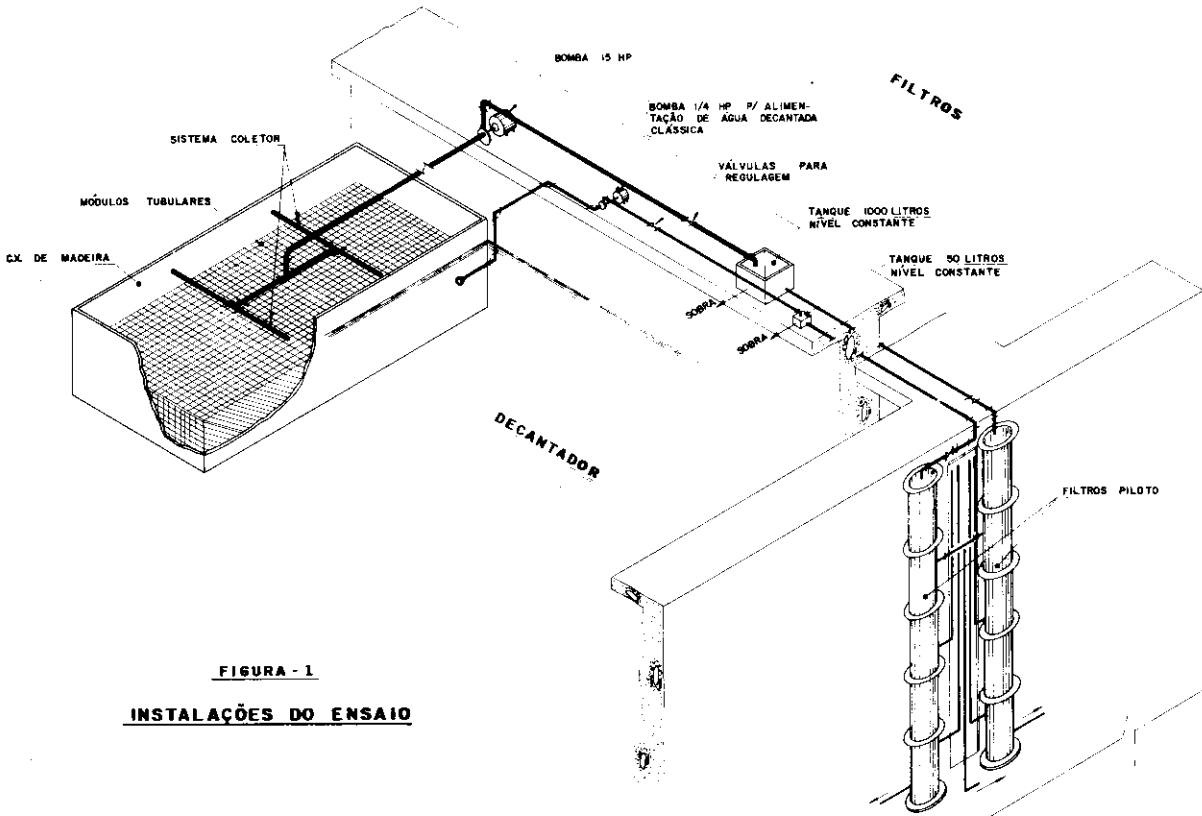 BOMBA 15 HP
FILTROS
BOMBA 1/4 HP P/ ALIMEN-
TAÇÃO DE ÁGUA DECANTADA
CLÁSSICA
SISTEMA COLETOR
VÁLVULAS PARA
REGULAGEM
MÓDULOS TUBULARES
TANQUE 1000 LITROS
NÍVEL CONSTANTE
CX. DE MADEIRA
TANQUE 50 LITROS
NÍVEL CONSTANTE
SOBRA
SOBRA
DECANTADOR
FILTROS PILOTO
FIGURA - 1
INSTALAÇÕES DO ENSAIO